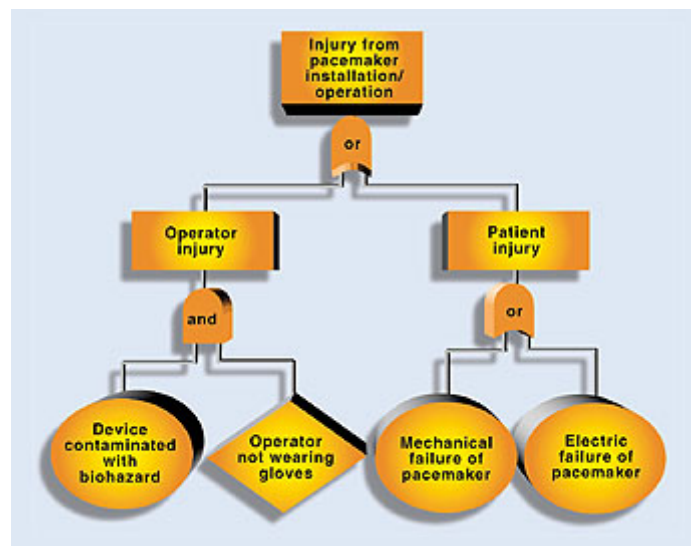 Injury from
pacemaker
installation/
operation
or
Operator
injury
Patient
injury
and
or
Device
contaminated
with
biohazard
Operator
not wearing
gloves
Mechanical
failure of
pacemaker
Electric
failure of
pacemaker